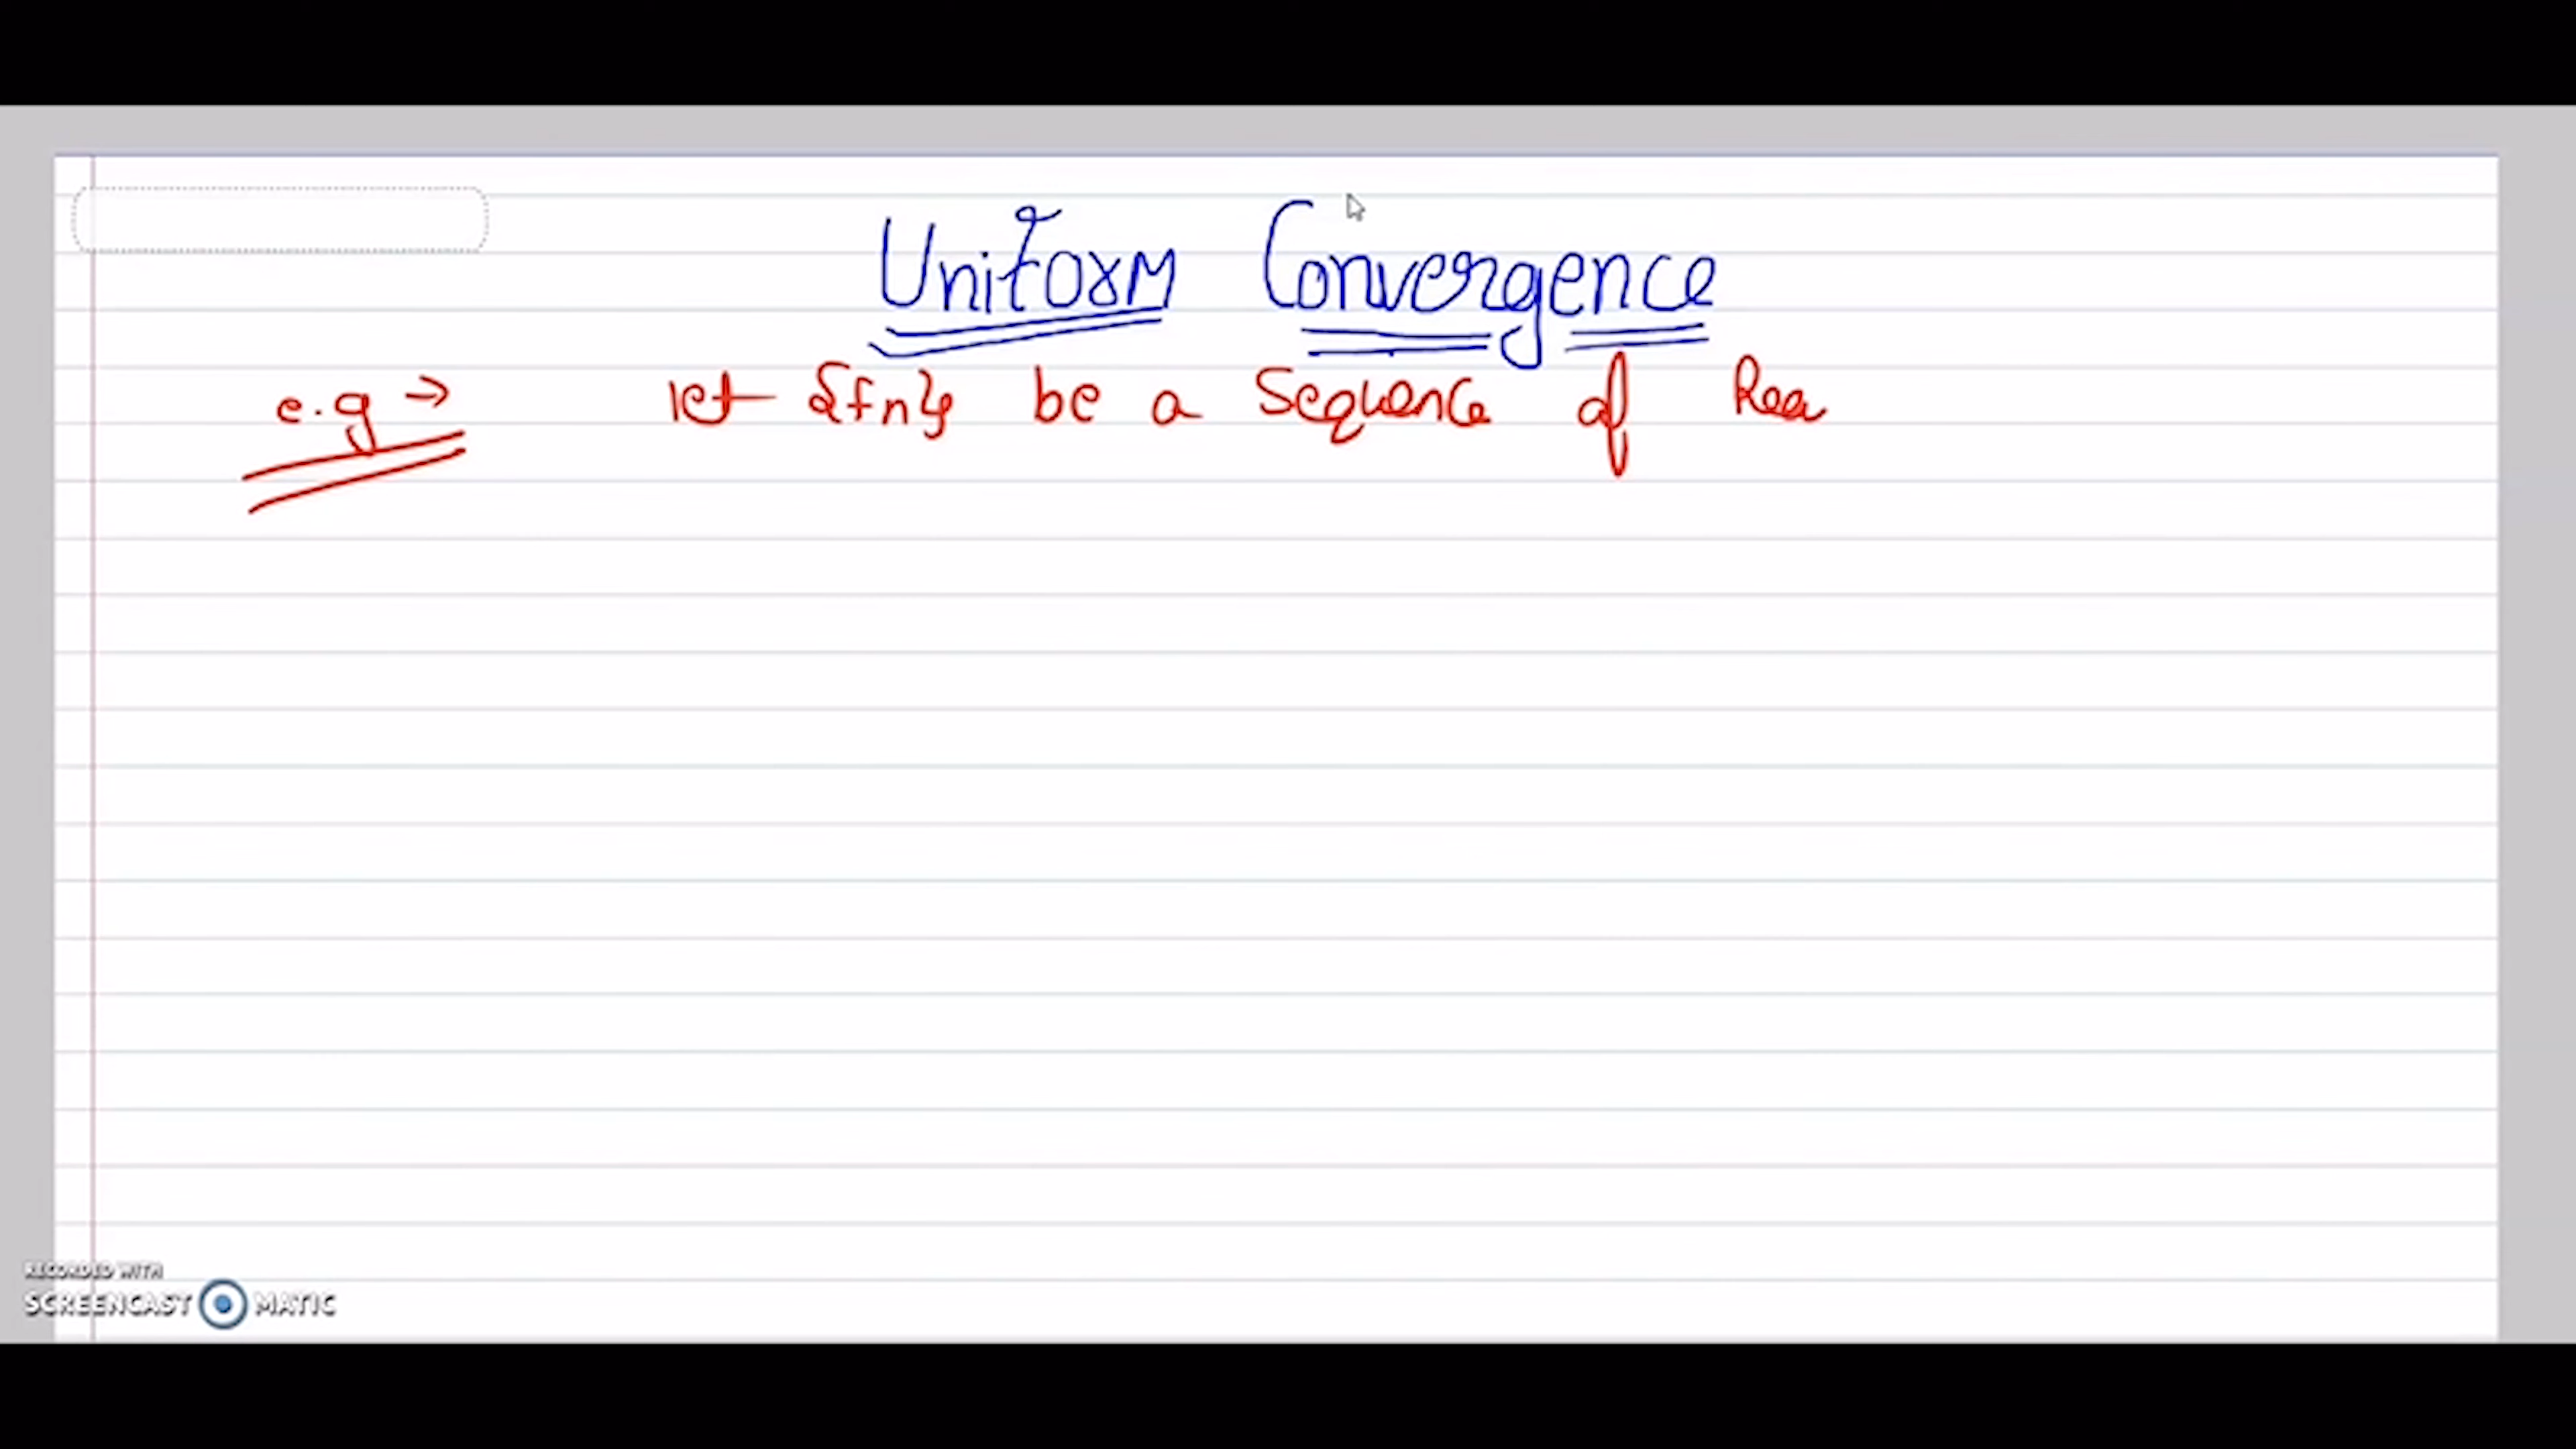 Uniform Convergence
e.g → let {fn} be a Sequence of Rea
RECORDED WITH
SCREENCAST MATIC